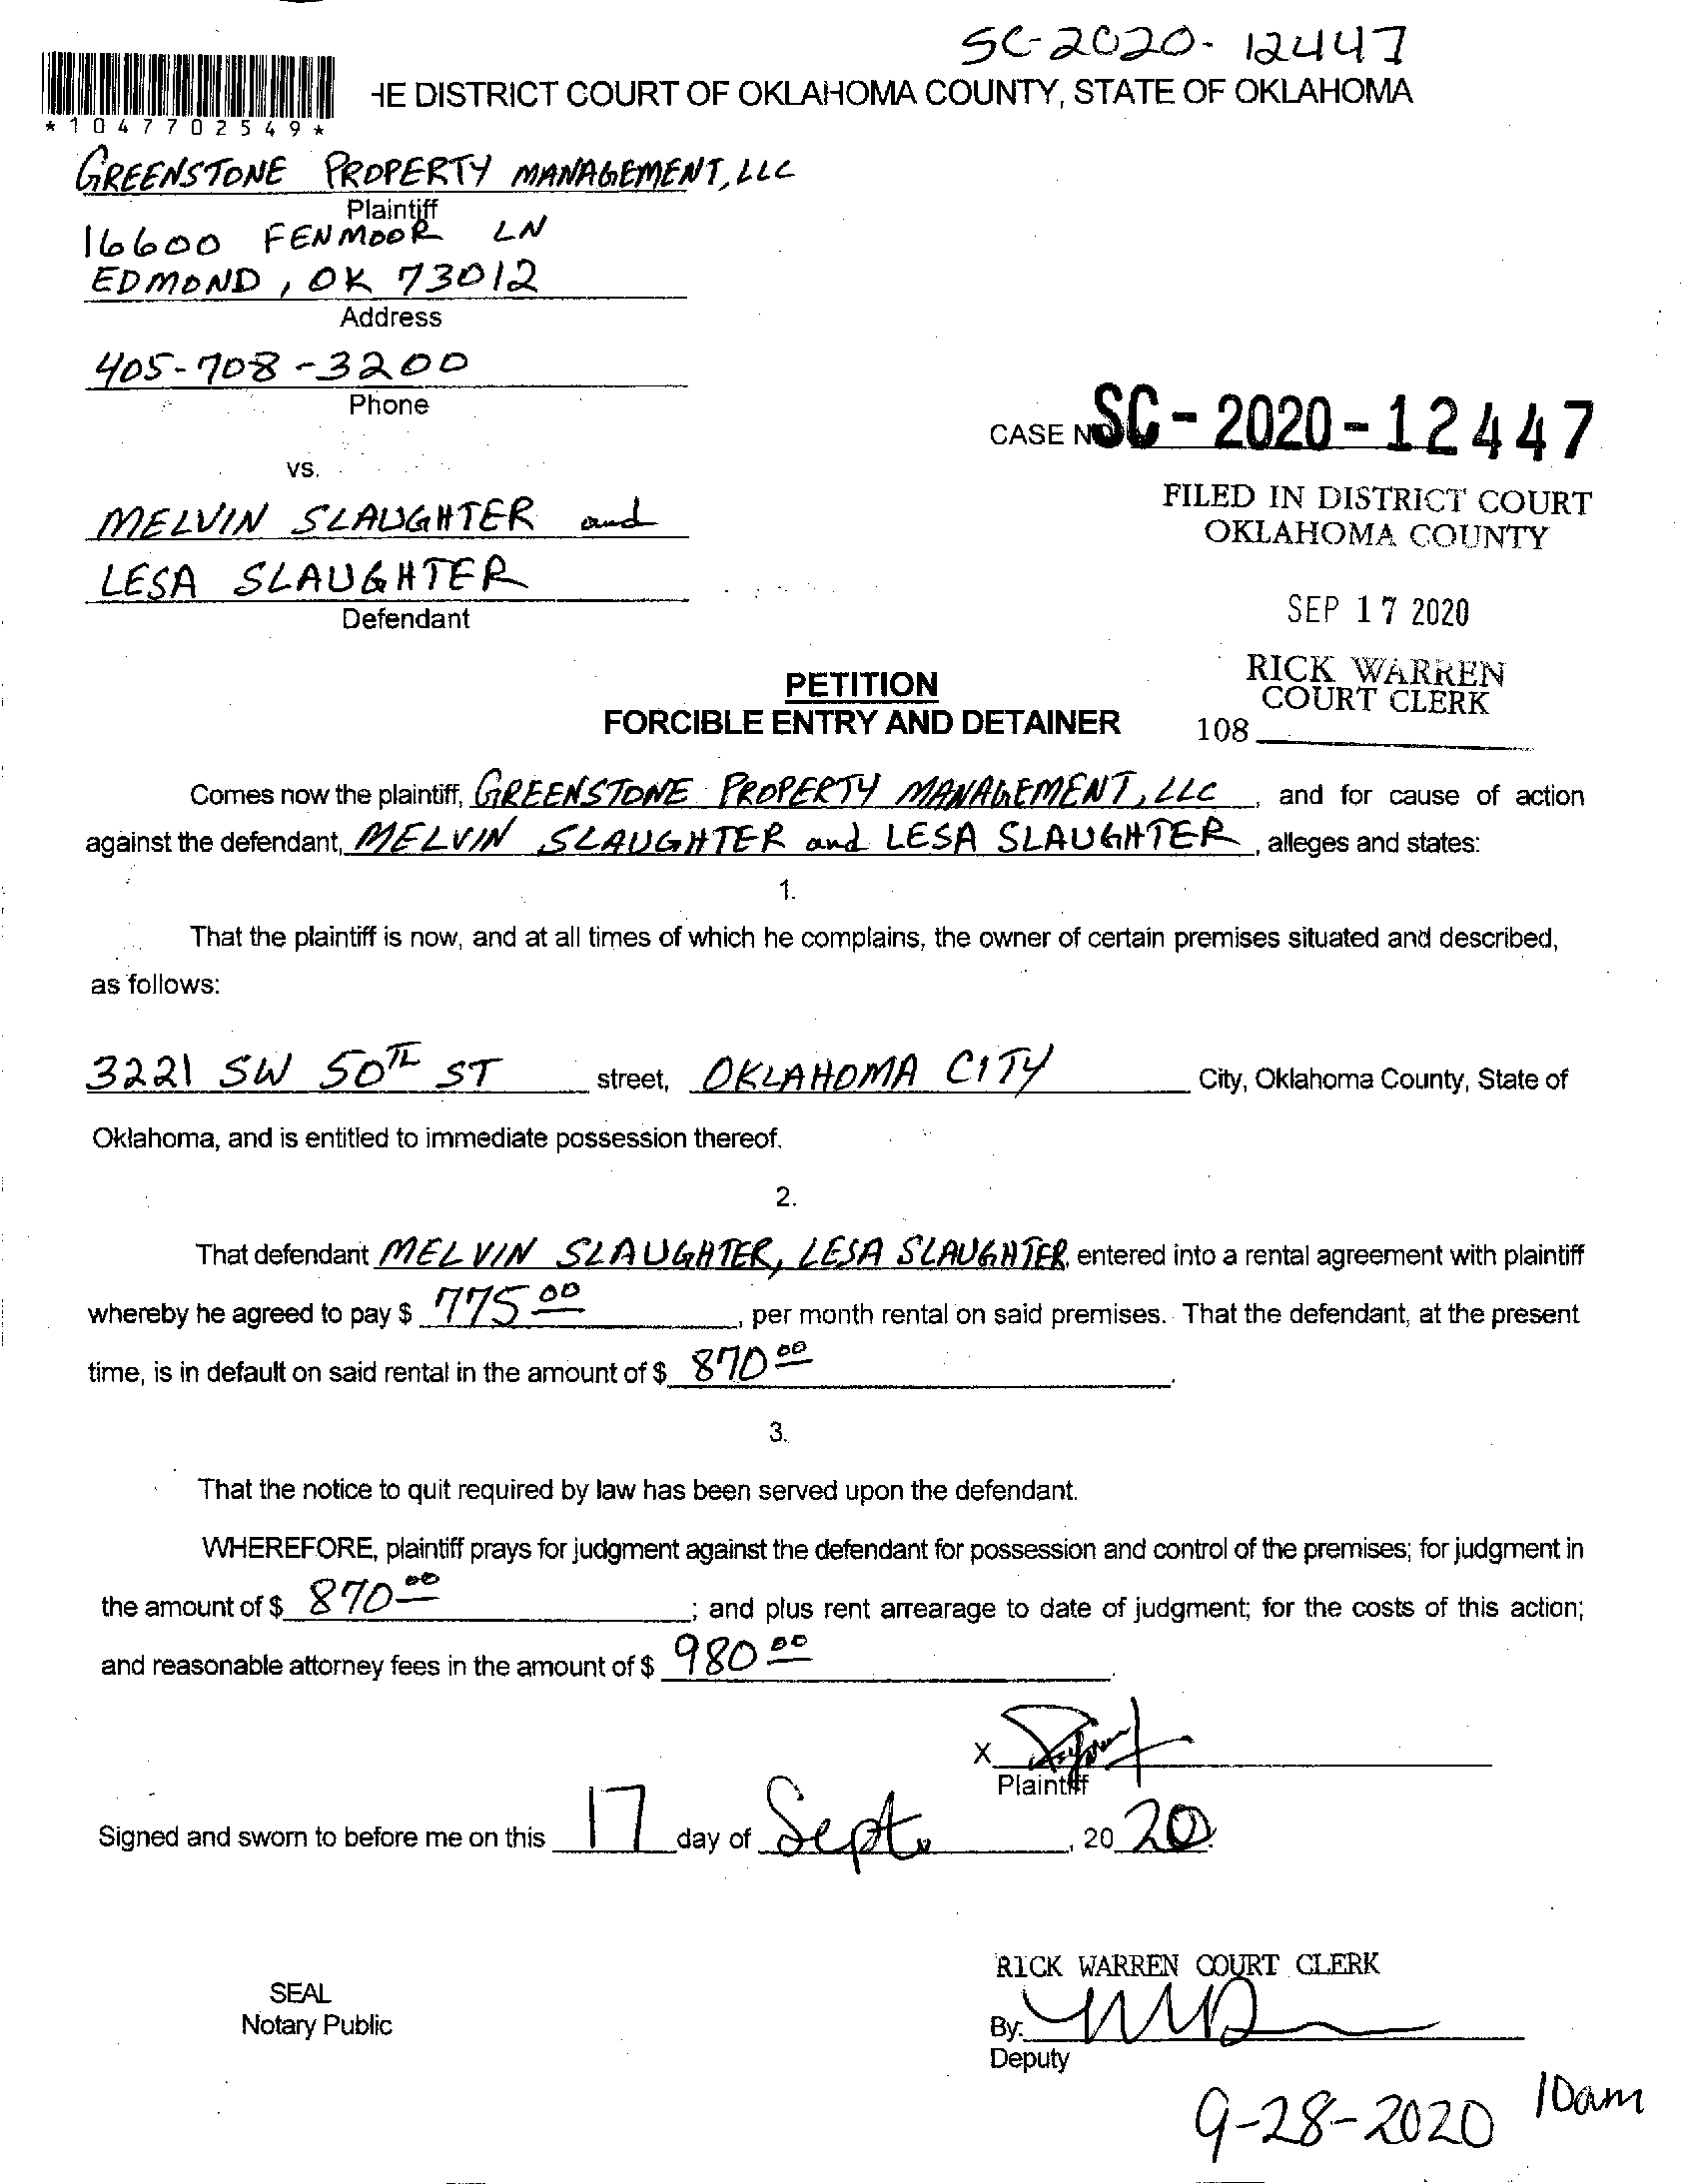 SC-2020-12447
HE DISTRICT COURT OF OKLAHOMA COUNTY, STATE OF OKLAHOMA
*1047702549*
GREENSTONE PROPERTY MANAGEMENT, LLC
Plaintiff
16600 FENMOOR LN
EDMOND, OK 73012
Address
405-708-3200
Phone
CASE NO. SC-2020-12447
vs.
FILED IN DISTRICT COURT
OKLAHOMA COUNTY
MELVIN SLAUGHTER and
LESA SLAUGHTER
Defendant
SEP 17 2020
RICK WARREN
COURT CLERK
108
PETITION
FORCIBLE ENTRY AND DETAINER
Comes now the plaintiff, GREENSTONE PROPERTY MANAGEMENT, LLC, and for cause of action
against the defendant, MELVIN SLAUGHTER and LESA SLAUGHTER, alleges and states:
1.
That the plaintiff is now, and at all times of which he complains, the owner of certain premises situated and described,
as follows:
3221 SW 50TH ST street, OKLAHOMA CITY City, Oklahoma County, State of
Oklahoma, and is entitled to immediate possession thereof.
2.
That defendant MELVIN SLAUGHTER, LESA SLAUGHTER, entered into a rental agreement with plaintiff
whereby he agreed to pay $ 775 00, per month rental on said premises. That the defendant, at the present
time, is in default on said rental in the amount of $ 870 00.
3.
That the notice to quit required by law has been served upon the defendant.
WHEREFORE, plaintiff prays for judgment against the defendant for possession and control of the premises; for judgment in
the amount of $ 870 00; and plus rent arrearage to date of judgment; for the costs of this action;
and reasonable attorney fees in the amount of $ 980 00.
X
Plaintiff
Signed and sworn to before me on this 17 day of Sept., 20 20.
RICK WARREN COURT CLERK
SEAL
Notary Public
By:
Deputy
9-28-2020 10am